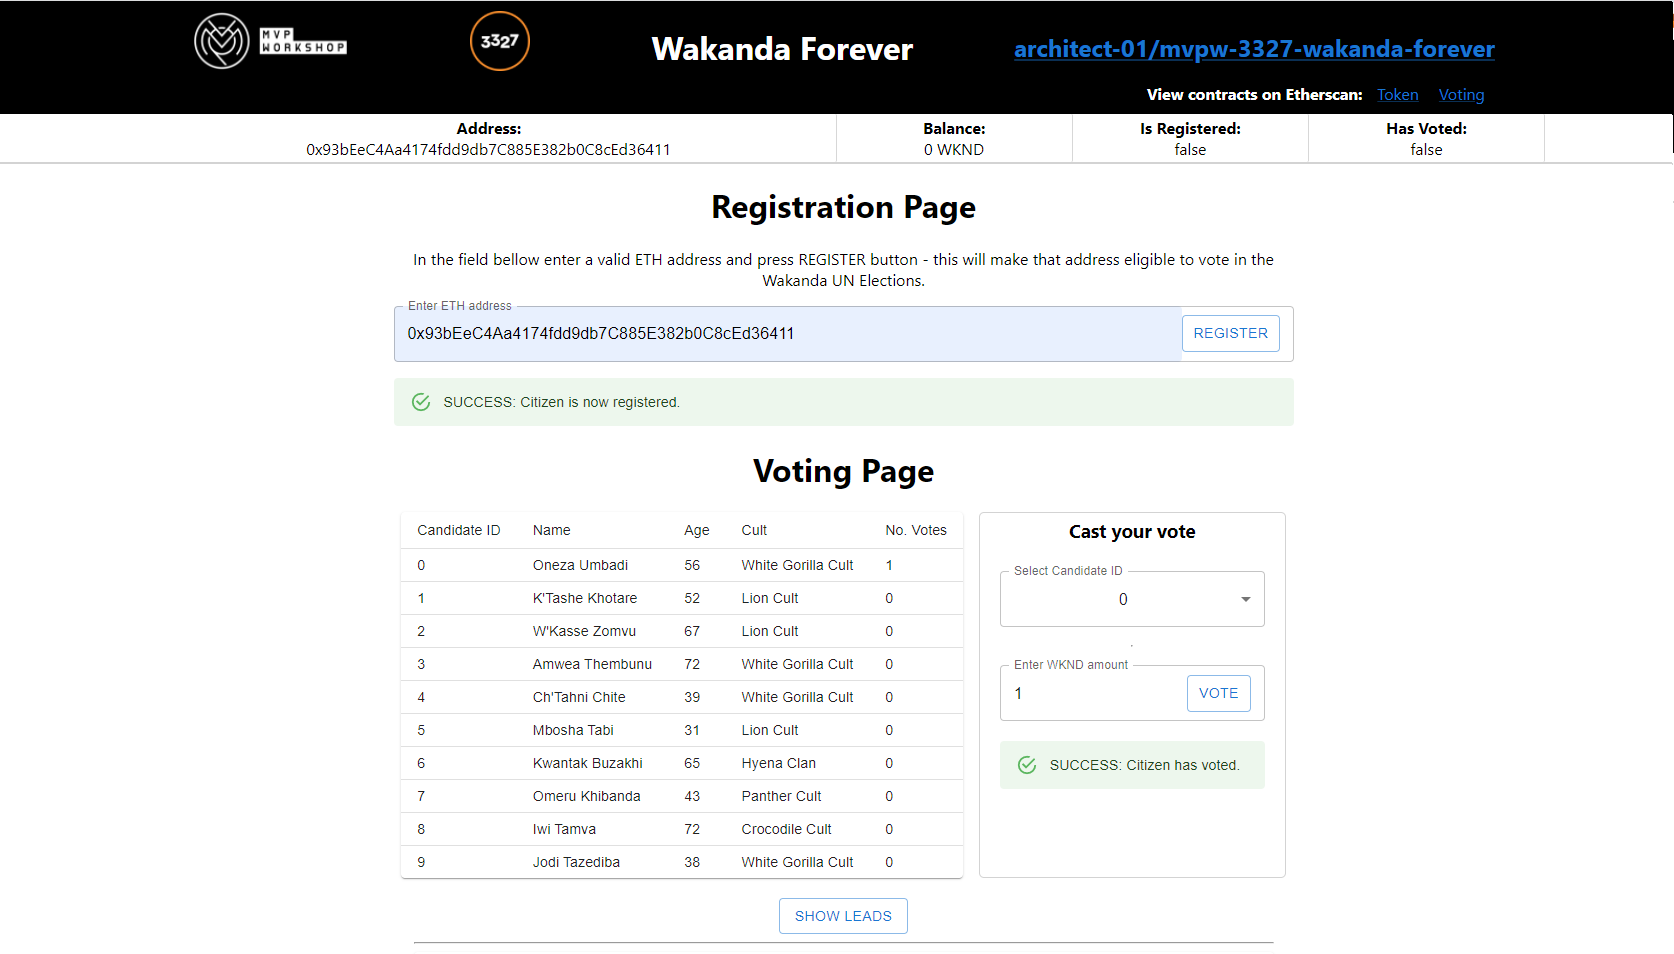 MVP
WORKSHOP
3327
Wakanda Forever
architect-01/mvpw-3327-wakanda-forever
View contracts on Etherscan: Token Voting
Address: Balance: Is Registered: Has Voted:
0x93bEeC4Aa4174fdd9db7C885E382b0C8cEd36411 0 WKND false false
Registration Page
In the field bellow enter a valid ETH address and press REGISTER button - this will make that address eligible to vote in the
Wakanda UN Elections.
Enter ETH address
0x93bEeC4Aa4174fdd9db7C885E382b0C8cEd36411 REGISTER
SUCCESS: Citizen is now registered.
Voting Page
Candidate ID Name Age Cult No. Votes
0 Oneza Umbadi 56 White Gorilla Cult 1
1 K'Tashe Khotare 52 Lion Cult 0
2 W'Kasse Zomvu 67 Lion Cult 0
3 Amwea Thembunu 72 White Gorilla Cult 0
4 Ch'Tahni Chite 39 White Gorilla Cult 0
5 Mbosha Tabi 31 Lion Cult 0
6 Kwantak Buzakhi 65 Hyena Clan 0
7 Omeru Khibanda 43 Panther Cult 0
8 Iwi Tamva 72 Crocodile Cult 0
9 Jodi Tazediba 38 White Gorilla Cult 0
Cast your vote
Select Candidate ID
0
Enter WKND amount
1 VOTE
SUCCESS: Citizen has voted.
SHOW LEADS